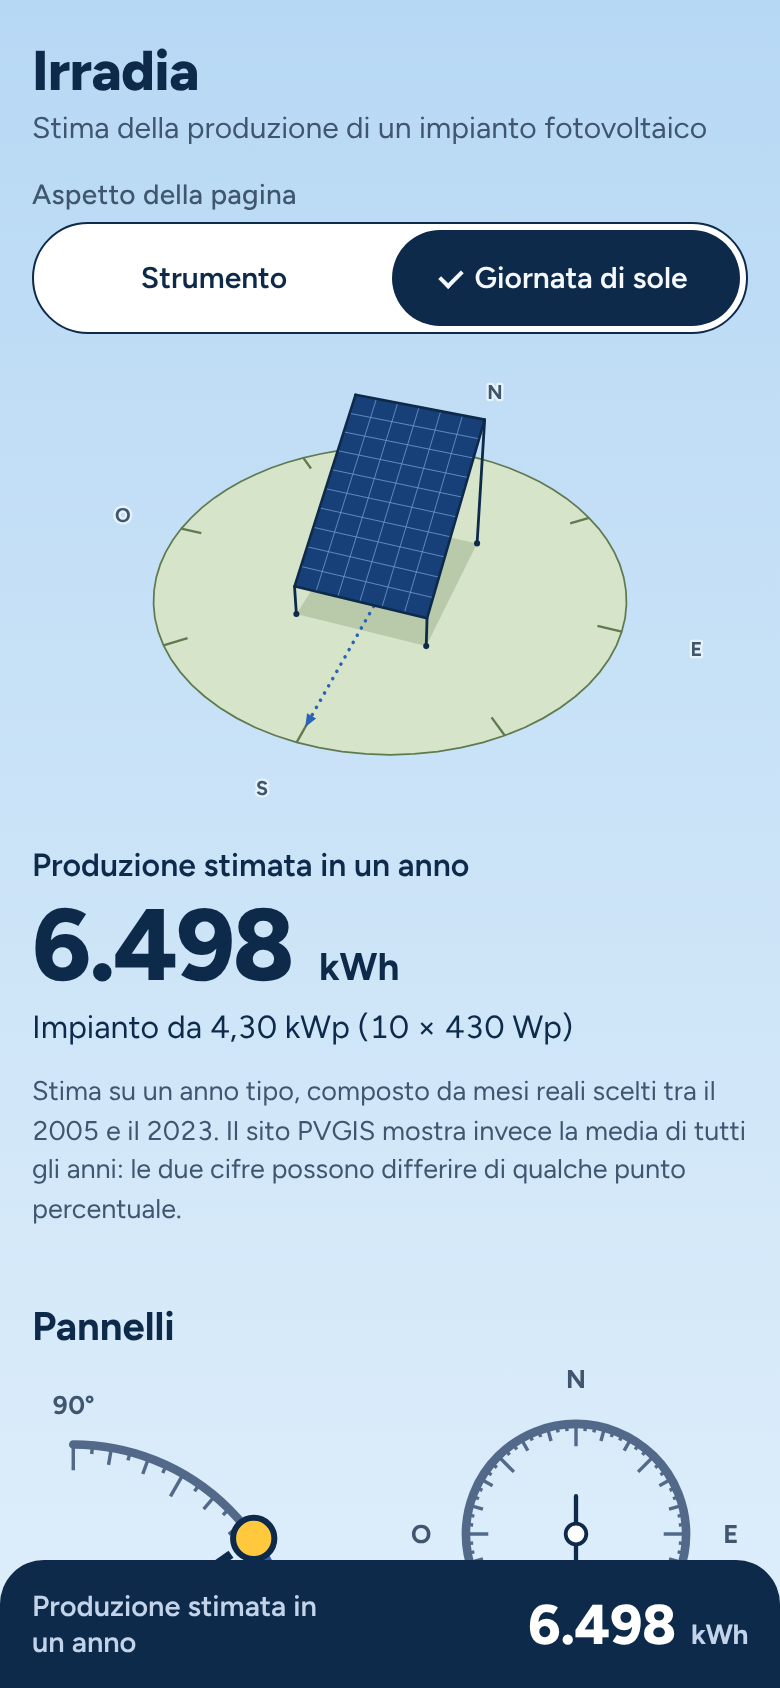 Irradia
Stima della produzione di un impianto fotovoltaico
Aspetto della pagina
Strumento
Giornata di sole
N
O
E
S
Produzione stimata in un anno
6.498 kWh
Impianto da 4,30 kWp (10 × 430 Wp)
Stima su un anno tipo, composto da mesi reali scelti tra il
2005 e il 2023. Il sito PVGIS mostra invece la media di tutti
gli anni: le due cifre possono differire di qualche punto
percentuale.
Pannelli
90°
N
O
E
Produzione stimata in
un anno
6.498 kWh